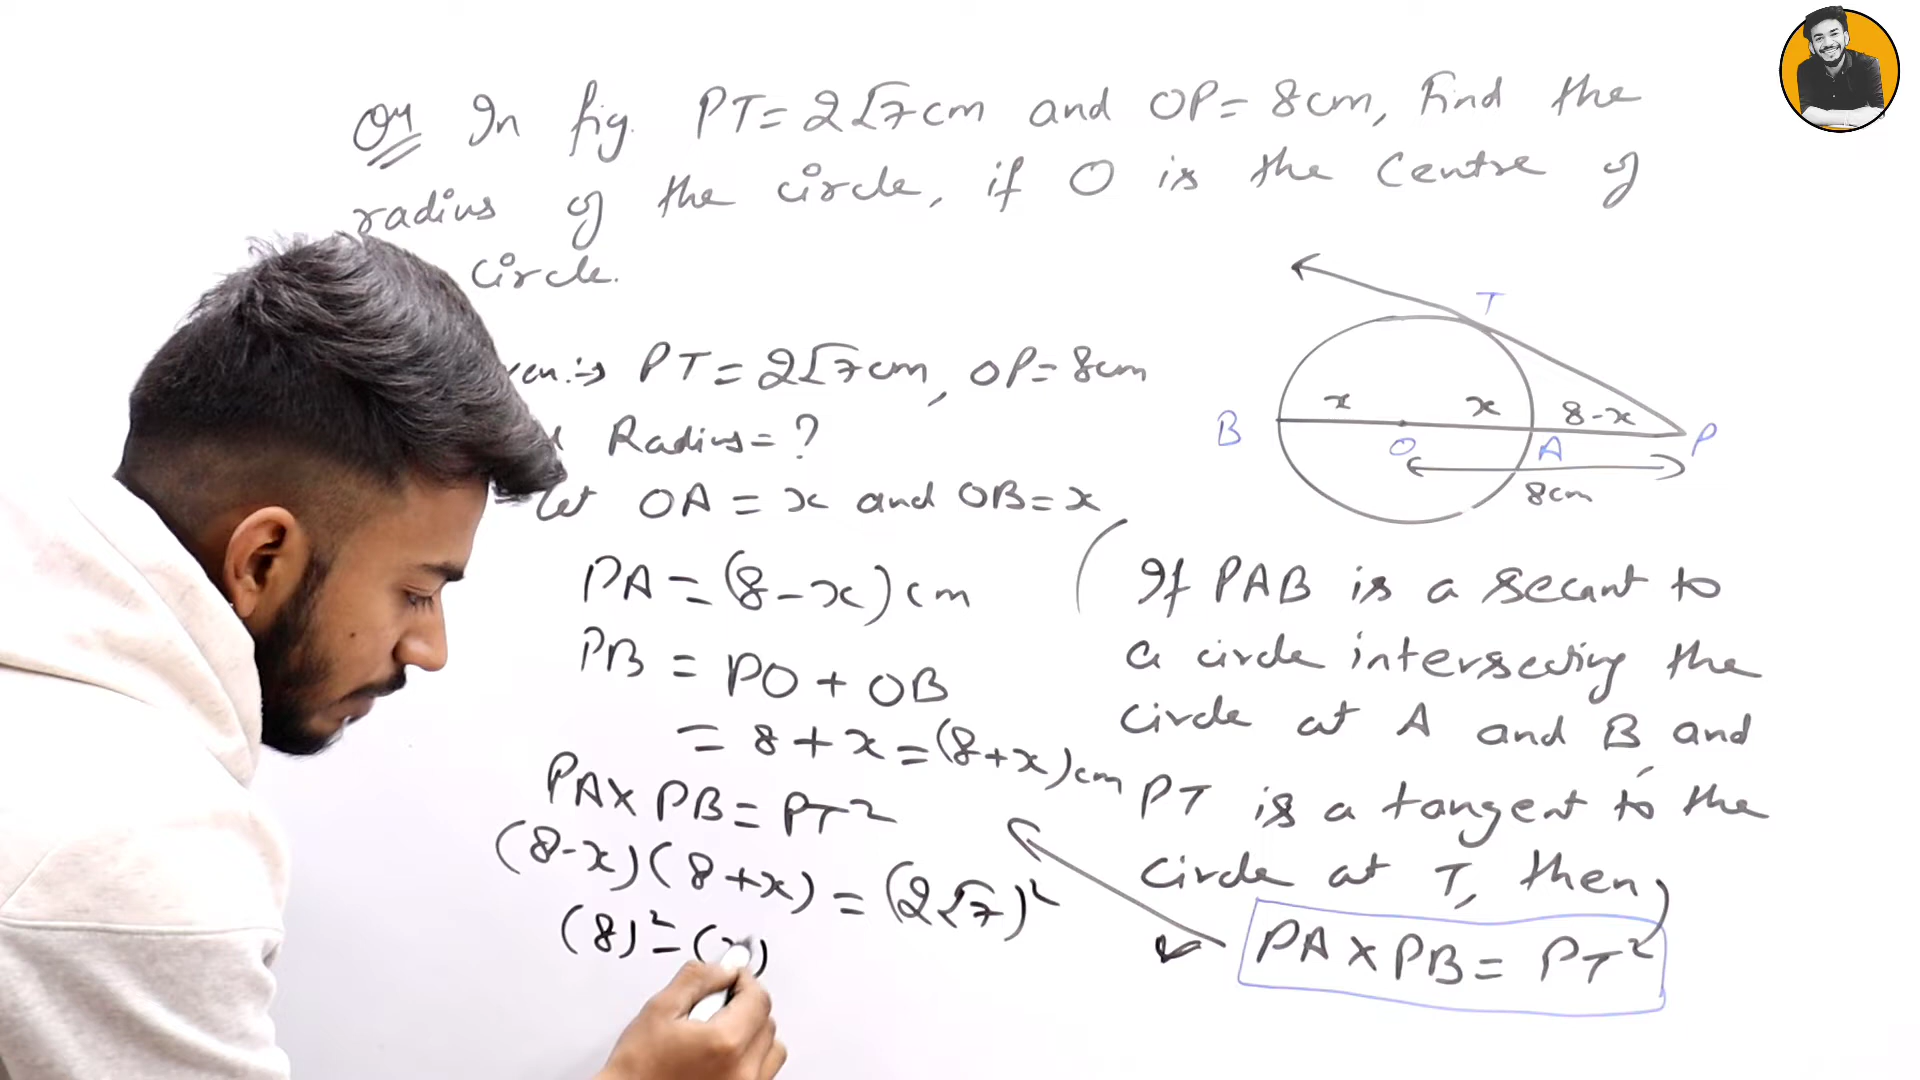 Q4 In fig. PT = 2√7 cm and OP = 8cm, Find the
radius of the circle, if O is the Centre of
circle.
PT = 2√7 cm, OP = 8cm
Radius = ?
Let OA = x and OB = x
PA = (8-x) cm
PB = PO + OB
= 8 + x = (8+x) cm
PA x PB = PT²
(8-x)(8+x) = (2√7)²
(8)² - (x)
T
x x 8-x
B O A P
8cm
(If PAB is a secant to
a circle intersecting the
circle at A and B, and
PT is a tangent to the
circle at T, then)
PA x PB = PT²